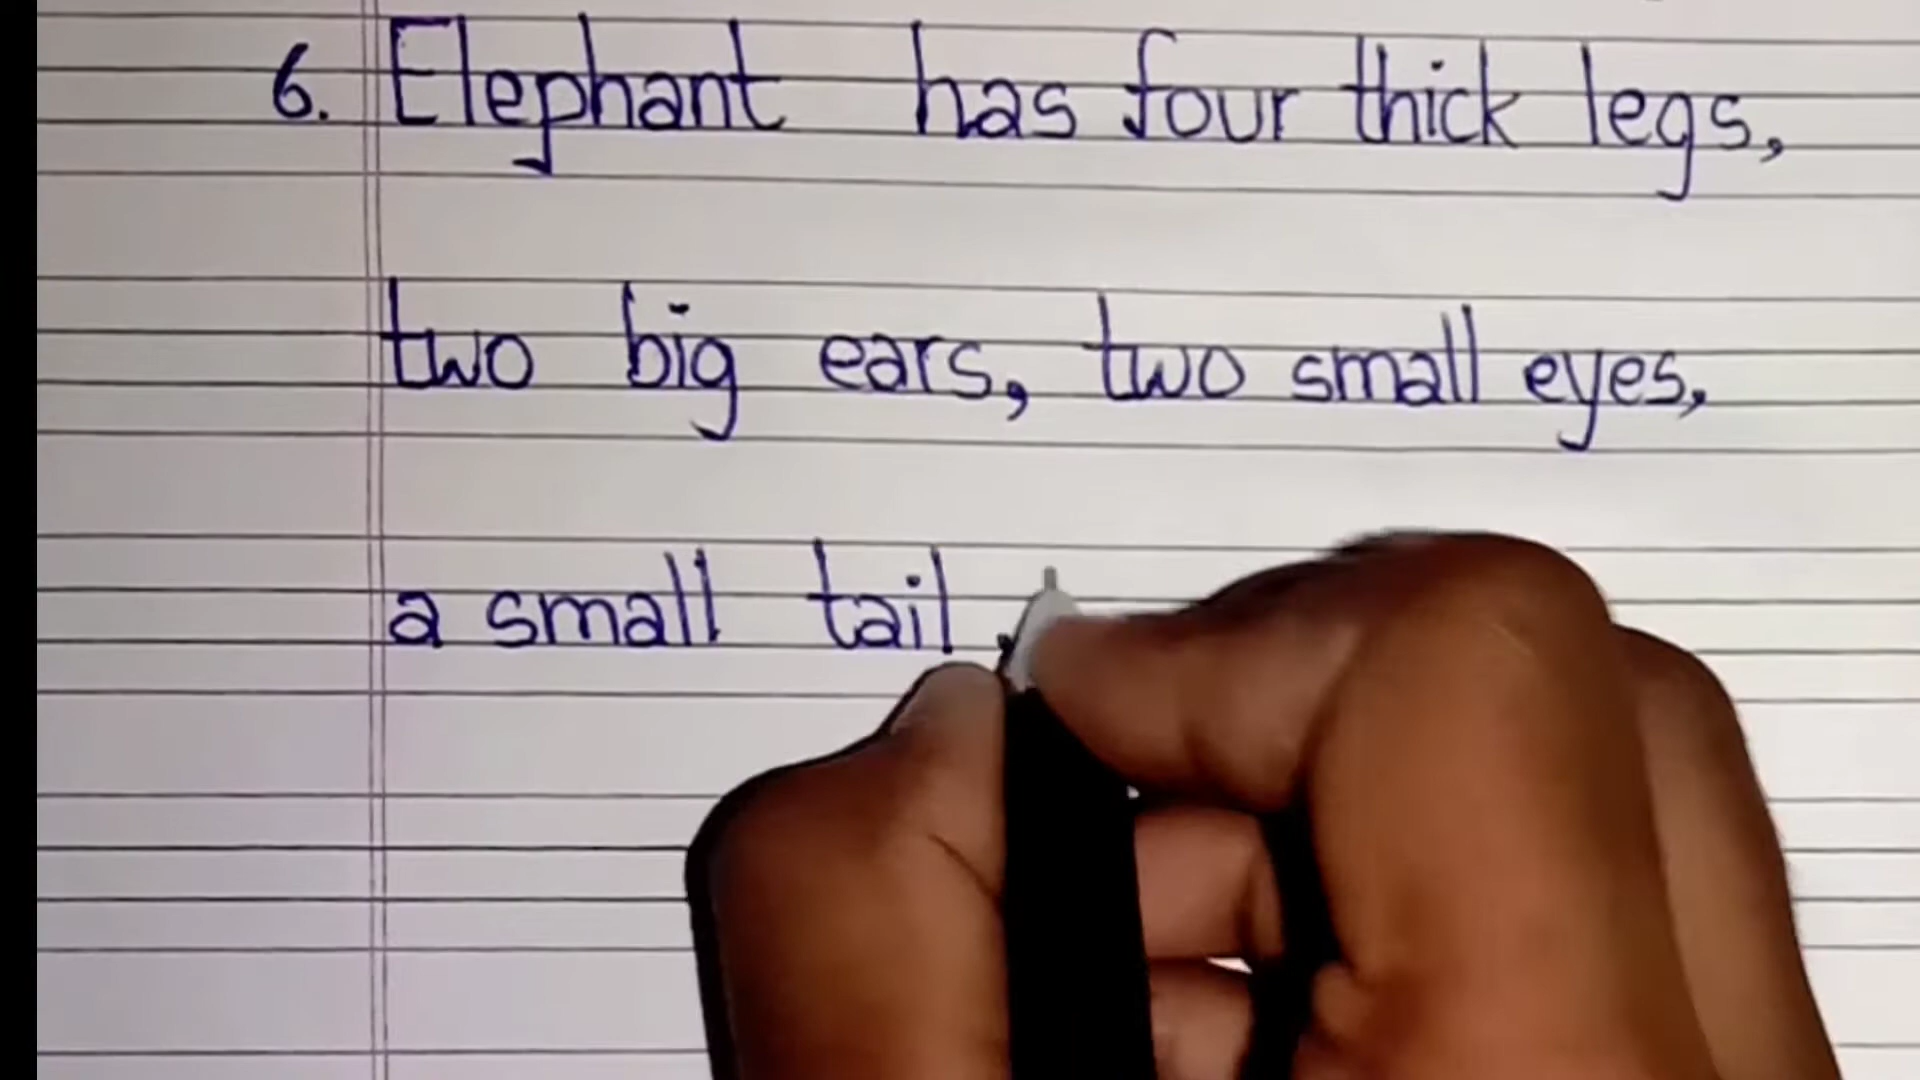 6. Elephant has four thick legs,
two big ears, two small eyes,
a small tail .